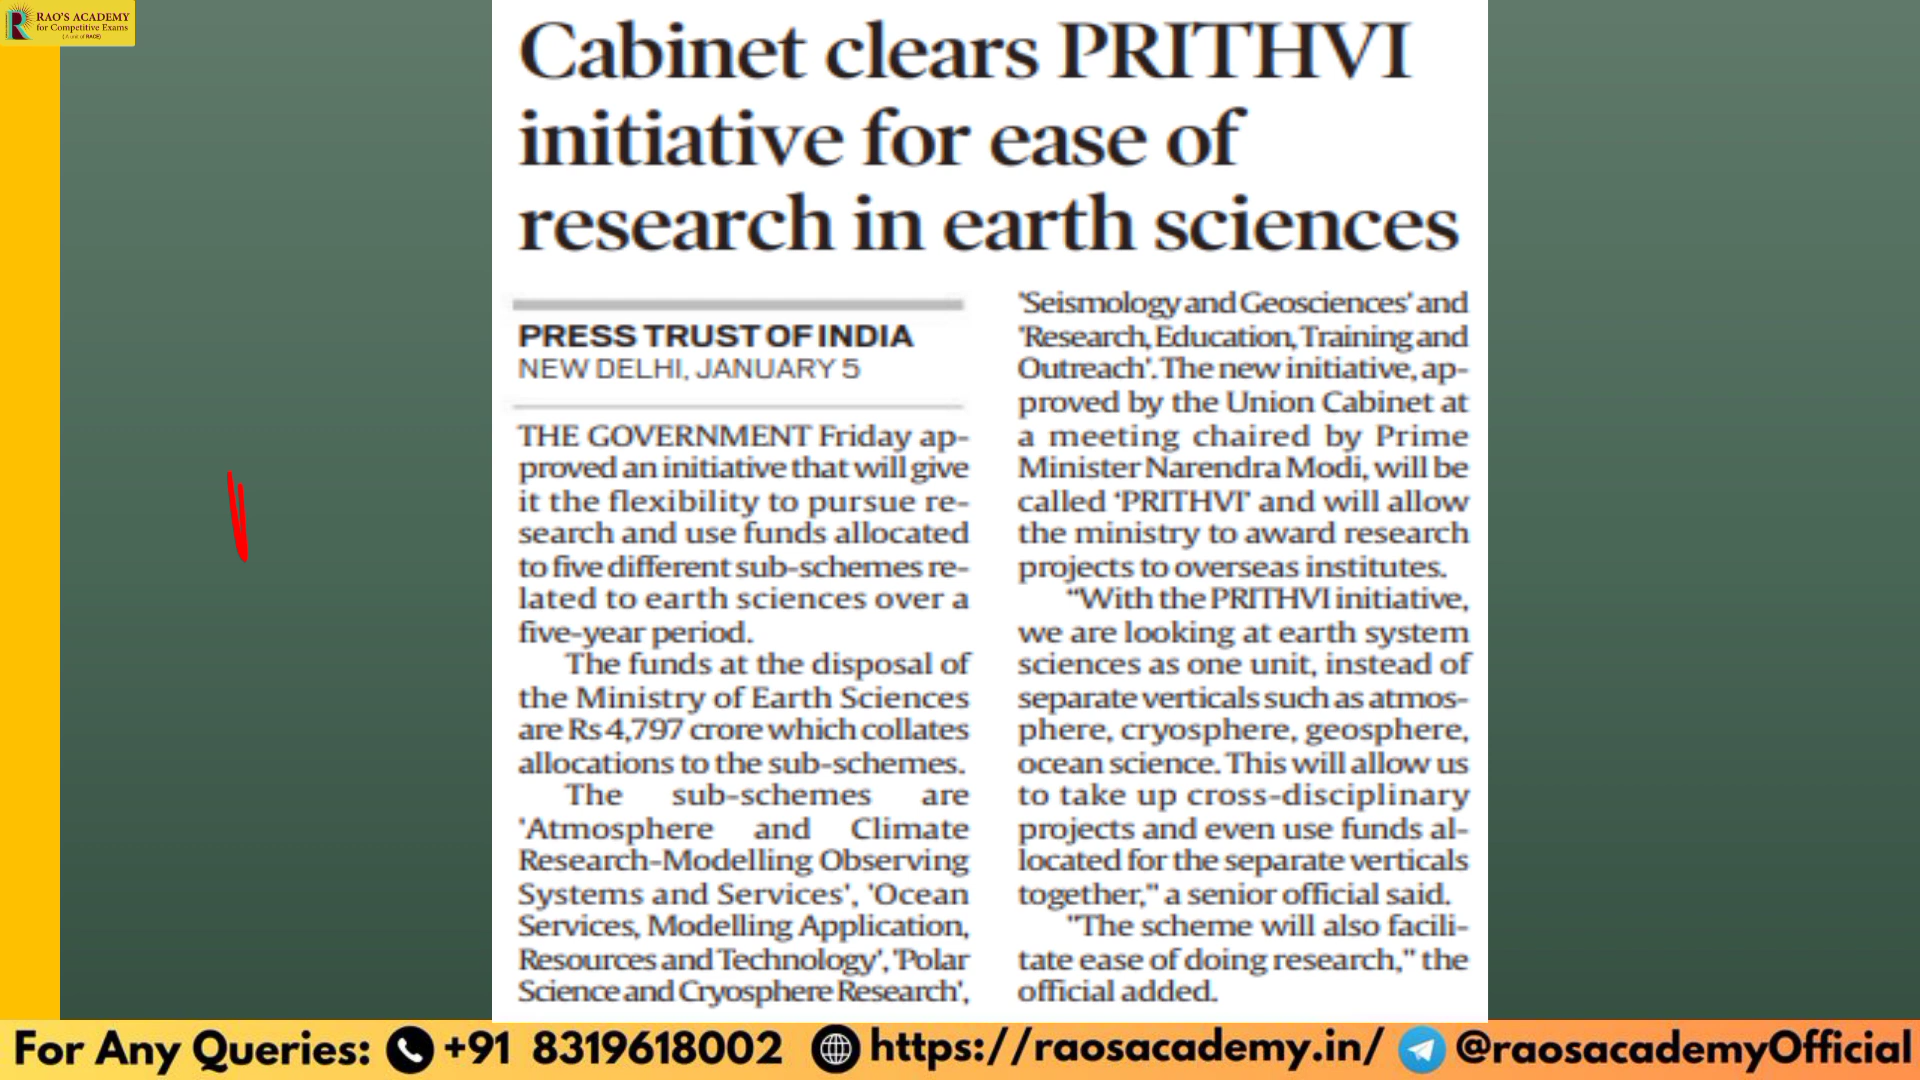 RAO'S ACADEMY
for Competitive Exams
(A unit of RACE)
Cabinet clears PRITHVI
initiative for ease of
research in earth sciences
PRESS TRUST OF INDIA
NEW DELHI, JANUARY 5
THE GOVERNMENT Friday ap-
proved an initiative that will give
it the flexibility to pursue re-
search and use funds allocated
to five different sub-schemes re-
lated to earth sciences over a
five-year period.
The funds at the disposal of
the Ministry of Earth Sciences
are Rs 4,797 crore which collates
allocations to the sub-schemes.
The sub-schemes are
'Atmosphere and Climate
Research-Modelling Observing
Systems and Services', 'Ocean
Services, Modelling Application,
Resources and Technology', 'Polar
Science and Cryosphere Research',
'Seismology and Geosciences' and
'Research, Education, Training and
Outreach'. The new initiative, ap-
proved by the Union Cabinet at
a meeting chaired by Prime
Minister Narendra Modi, will be
called 'PRITHVI' and will allow
the ministry to award research
projects to overseas institutes.
"With the PRITHVI initiative,
we are looking at earth system
sciences as one unit, instead of
separate verticals such as atmos-
phere, cryosphere, geosphere,
ocean science. This will allow us
to take up cross-disciplinary
projects and even use funds al-
located for the separate verticals
together," a senior official said.
"The scheme will also facili-
tate ease of doing research," the
official added.
For Any Queries: +91 8319618002 https://raosacademy.in/ @raosacademyOfficial